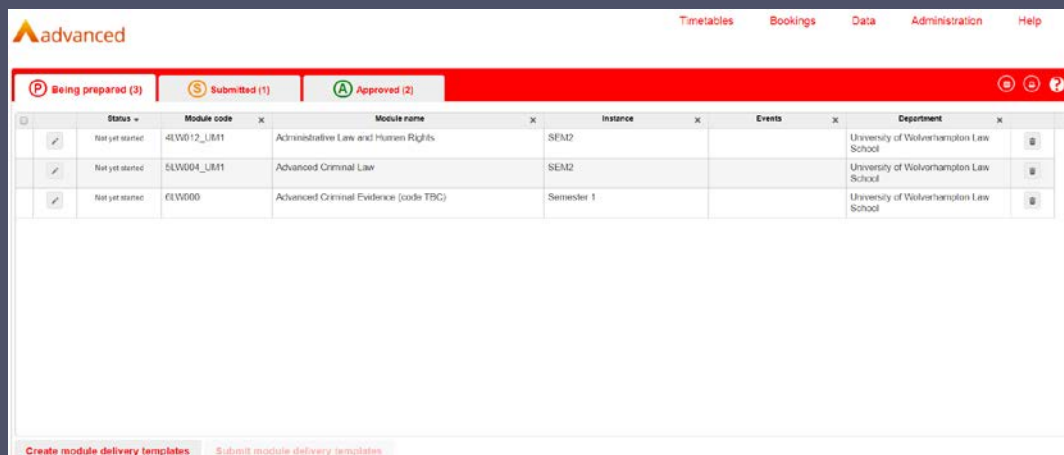 advanced
Timetables Bookings Data Administration Help
P Being prepared (3) S Submitted (1) A Approved (2) ?
Status Module code x Module name x Instance x Events x Department x
Not yet started 4LW012_UM1 Administrative Law and Human Rights SEM2 University of Wolverhampton Law
School
Not yet started 5LW004_UM1 Advanced Criminal Law SEM2 University of Wolverhampton Law
School
Not yet started 6LW000 Advanced Criminal Evidence (code TBC) Semester 1 University of Wolverhampton Law
School
Create module delivery templates Submit module delivery templates